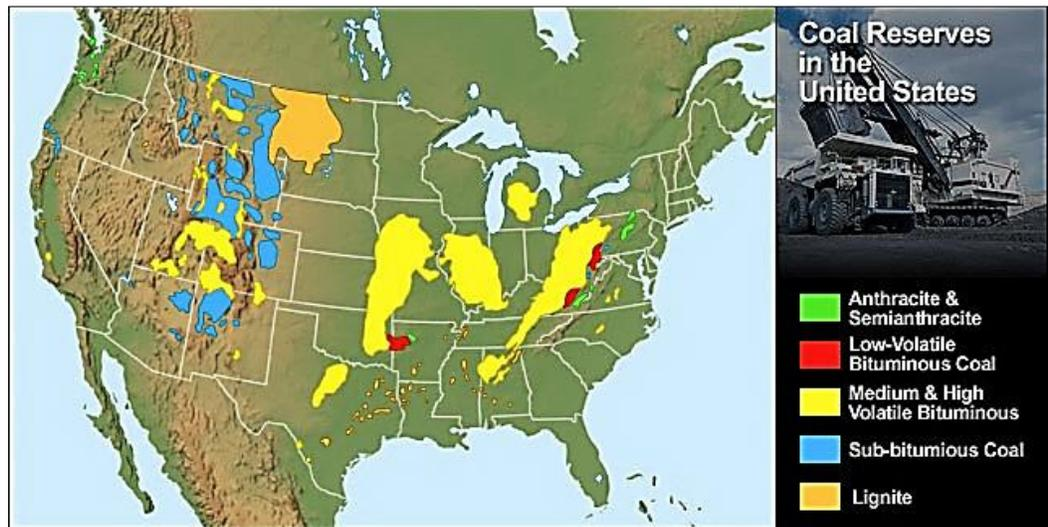 Coal Reserves
in the
United States
Anthracite &
Semianthracite
Low-Volatile
Bituminous Coal
Medium & High
Volatile Bituminous
Sub-bitumious Coal
Lignite